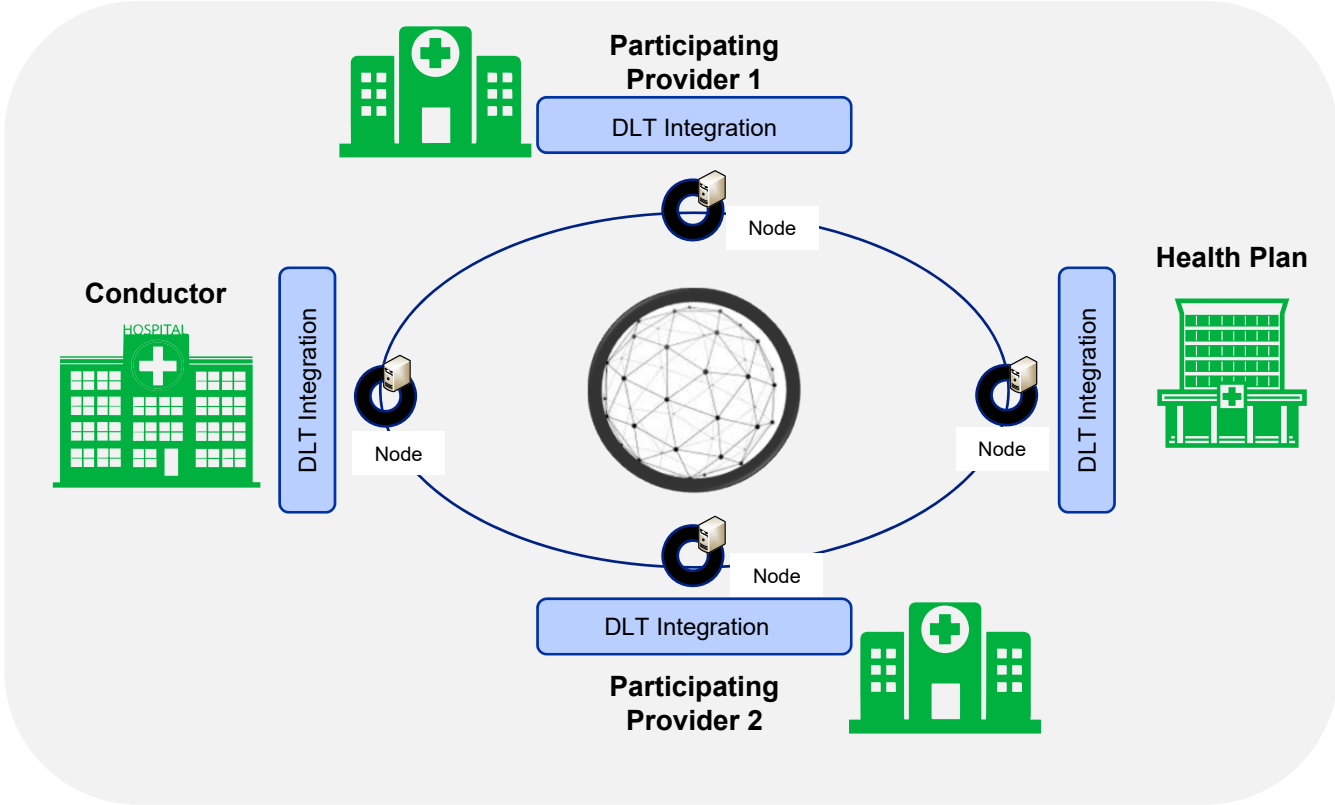 Participating
Provider 1
DLT Integration
Node
Health Plan
Conductor
HOSPITAL
DLT Integration
DLT Integration
Node
Node
Node
DLT Integration
Participating
Provider 2